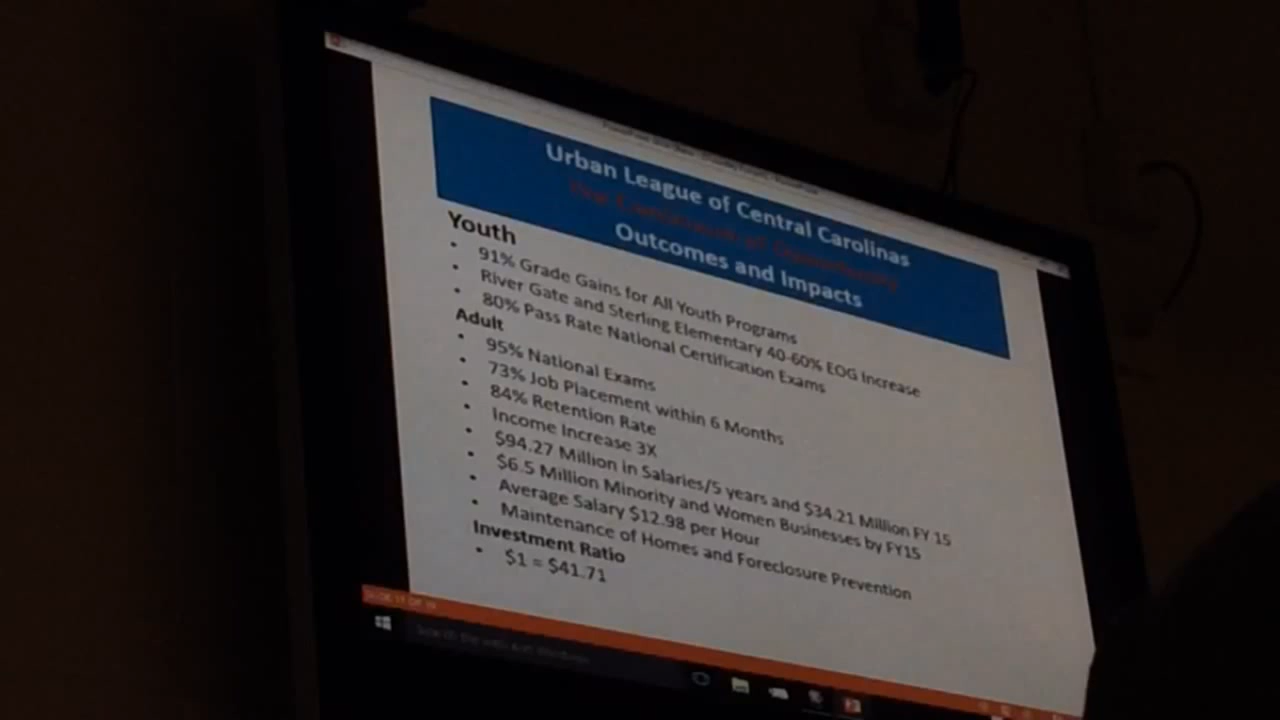 Urban League of Central Carolinas
Outcomes and Impacts
Youth
• 91% Grade Gains for All Youth Programs
• River Gate and Sterling Elementary 40-60% EOG Increase
• 80% Pass Rate National Certification Exams
Adult
• 95% National Exams
• 73% Job Placement within 6 Months
• 84% Retention Rate
• Income Increase 3X
• $94.27 Million in Salaries/5 years and $34.21 Million FY 15
• $6.5 Million Minority and Women Businesses by FY15
• Average Salary $12.98 per Hour
• Maintenance of Homes and Foreclosure Prevention
Investment Ratio
• $1 = $41.71